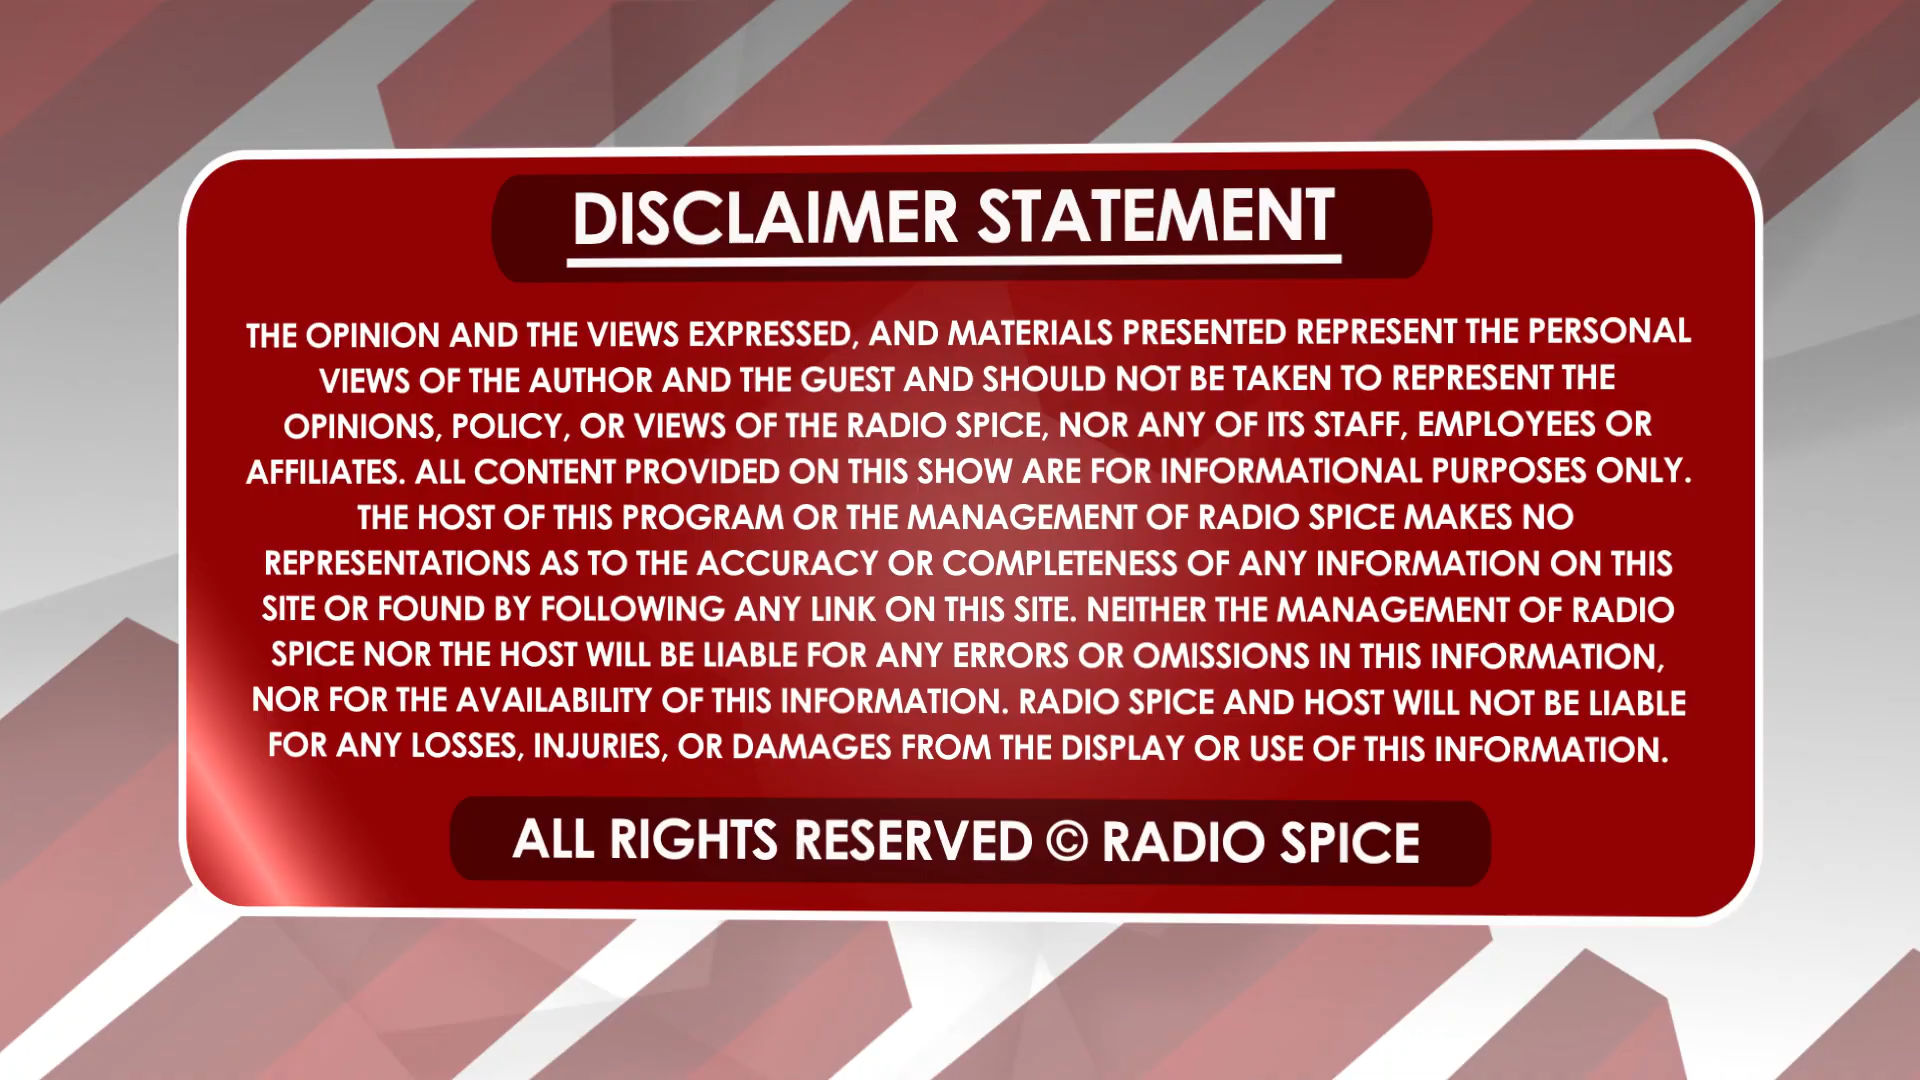 DISCLAIMER STATEMENT
THE OPINION AND THE VIEWS EXPRESSED, AND MATERIALS PRESENTED REPRESENT THE PERSONAL
VIEWS OF THE AUTHOR AND THE GUEST AND SHOULD NOT BE TAKEN TO REPRESENT THE
OPINIONS, POLICY, OR VIEWS OF THE RADIO SPICE, NOR ANY OF ITS STAFF, EMPLOYEES OR
AFFILIATES. ALL CONTENT PROVIDED ON THIS SHOW ARE FOR INFORMATIONAL PURPOSES ONLY.
THE HOST OF THIS PROGRAM OR THE MANAGEMENT OF RADIO SPICE MAKES NO
REPRESENTATIONS AS TO THE ACCURACY OR COMPLETENESS OF ANY INFORMATION ON THIS
SITE OR FOUND BY FOLLOWING ANY LINK ON THIS SITE. NEITHER THE MANAGEMENT OF RADIO
SPICE NOR THE HOST WILL BE LIABLE FOR ANY ERRORS OR OMISSIONS IN THIS INFORMATION,
NOR FOR THE AVAILABILITY OF THIS INFORMATION. RADIO SPICE AND HOST WILL NOT BE LIABLE
FOR ANY LOSSES, INJURIES, OR DAMAGES FROM THE DISPLAY OR USE OF THIS INFORMATION.
ALL RIGHTS RESERVED © RADIO SPICE